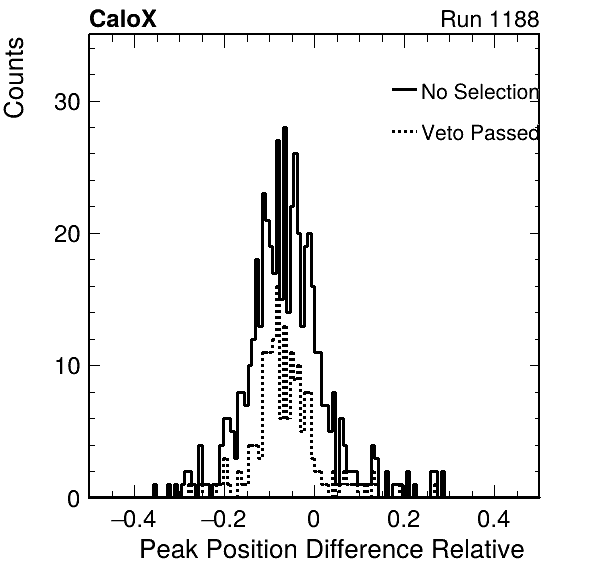 CaloX Run 1188
Counts
30
20
10
0
No Selection
Veto Passed
−0.4 −0.2 0 0.2 0.4
Peak Position Difference Relative